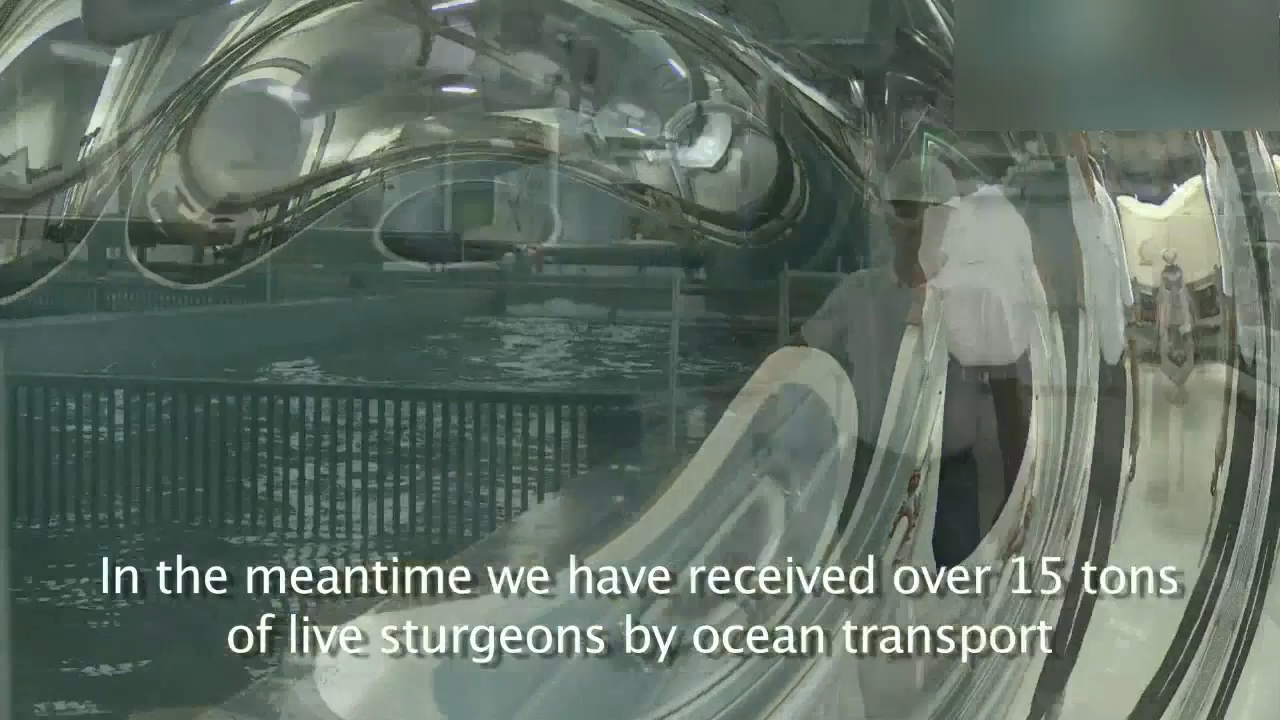 In the meantime we have received over 15 tons
of live sturgeons by ocean transport